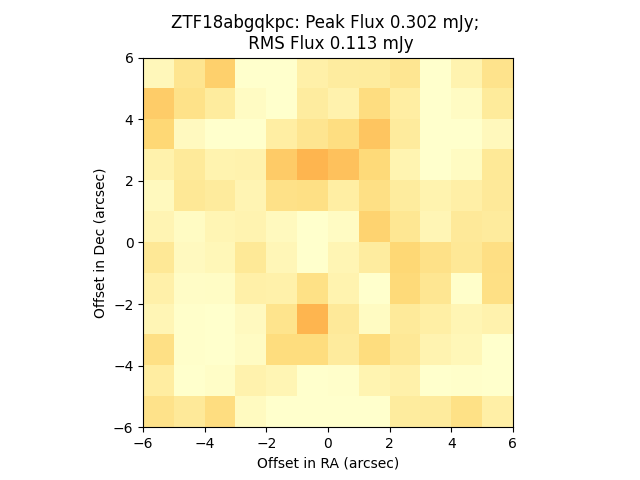 ZTF18abgqkpc: Peak Flux 0.302 mJy;
RMS Flux 0.113 mJy
6
4
2
0
−2
−4
−6
Offset in Dec (arcsec)
−6 −4 −2 0 2 4 6
Offset in RA (arcsec)